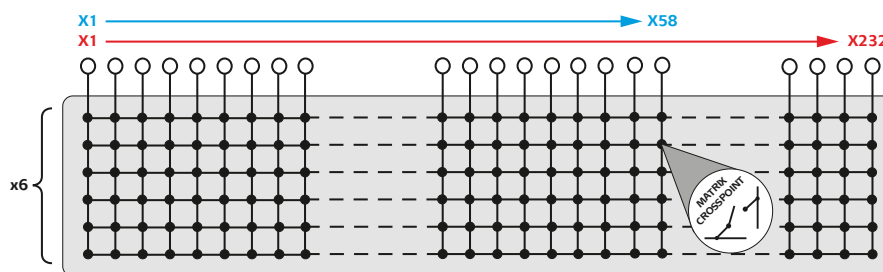 X1 X58
X1 X232
x6
MATRIX
CROSSPOINT